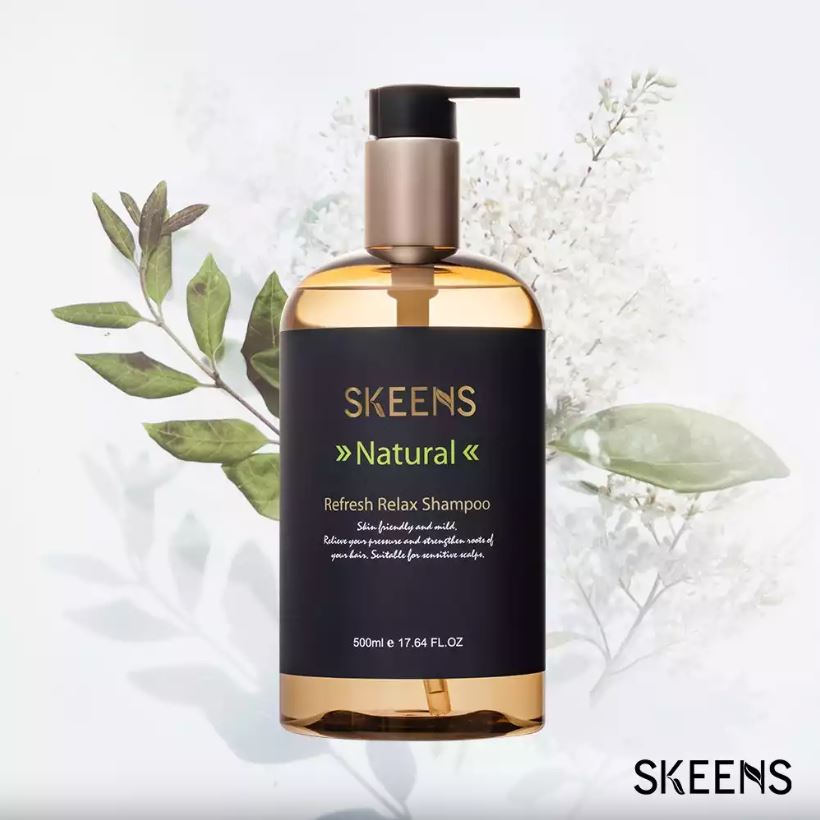 SKEENS
»Natural«
Refresh Relax Shampoo
Skin friendly and mild.
Relieve your pressure and strengthen roots of
your hair. Suitable for sensitive scalps.
500ml e 17.64 FL.OZ
SKEENS